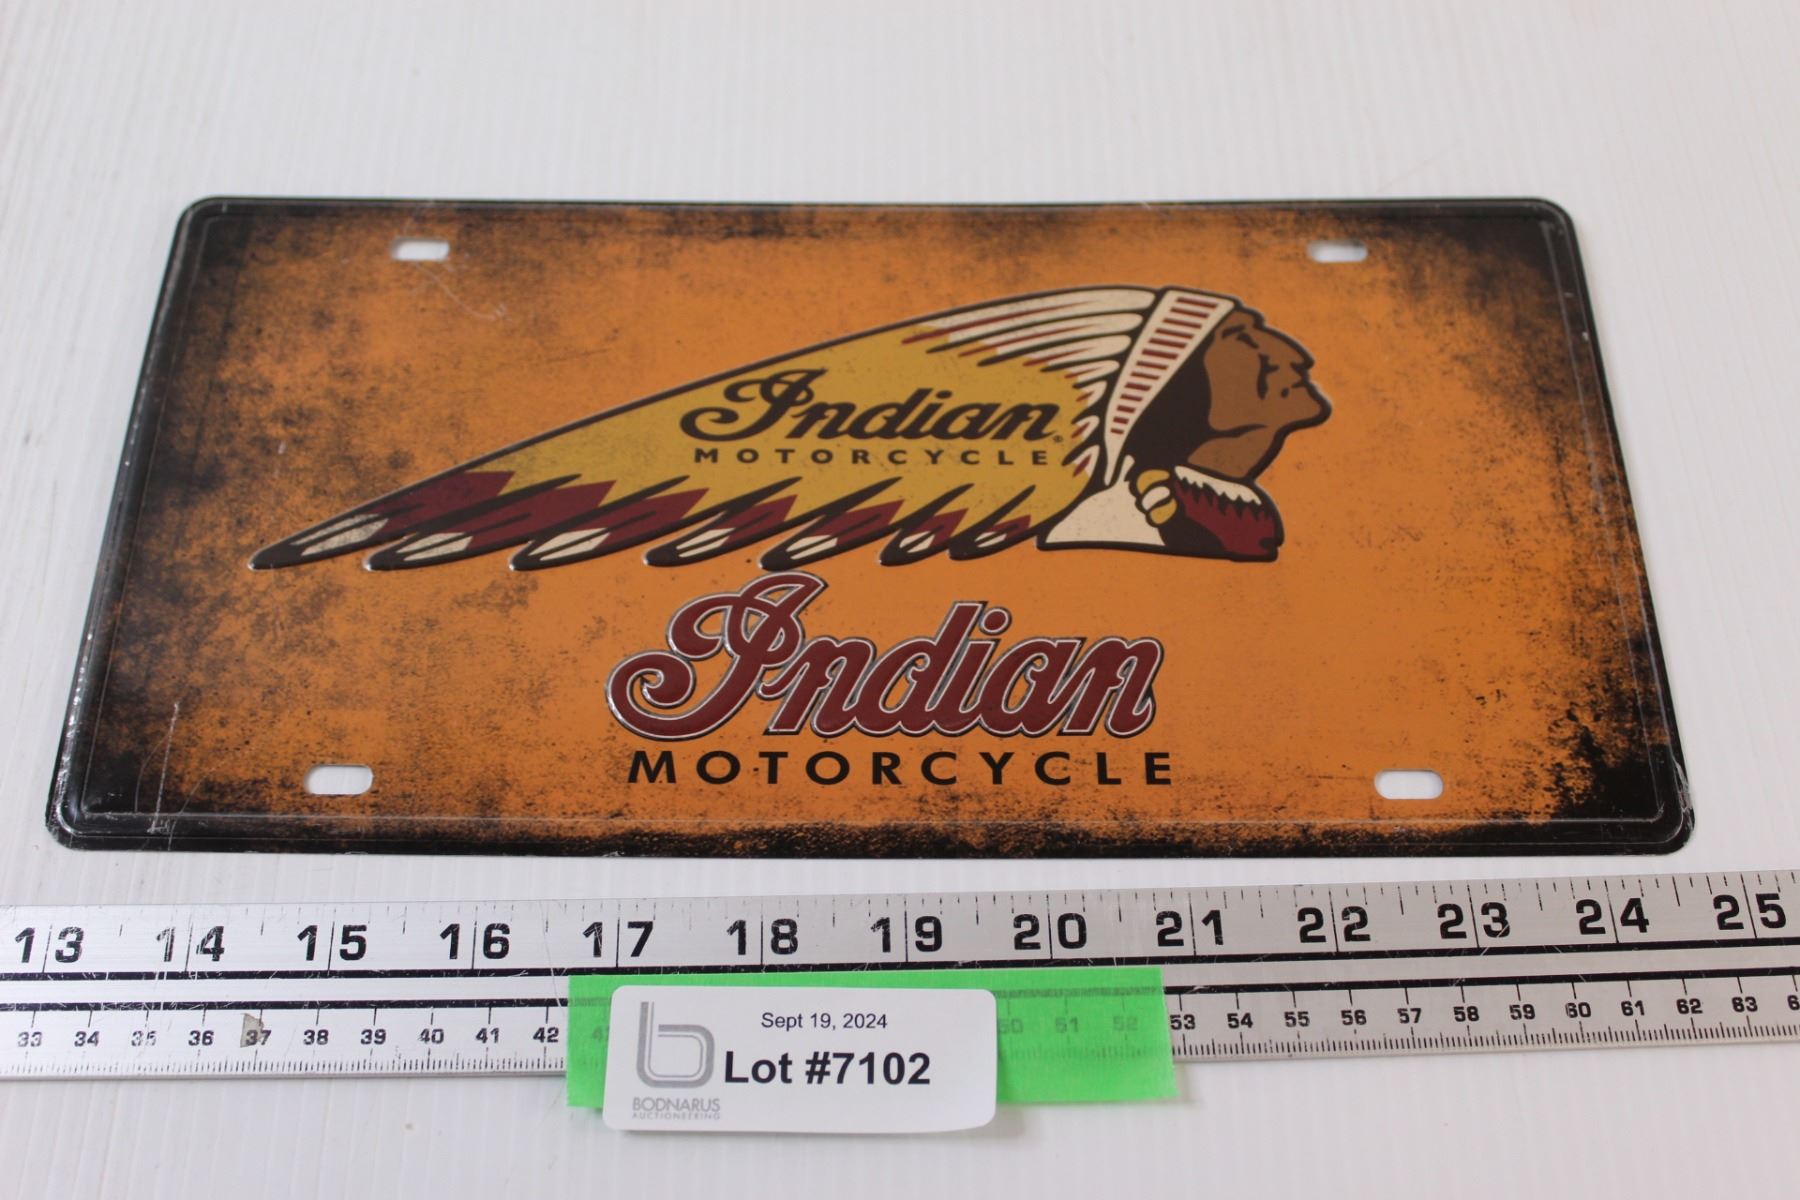 Indian®
MOTORCYCLE
Indian
MOTORCYCLE
13 14 15 16 17 18 19 20 21 22 23 24 25
33 34 35 36 37 38 39 40 41 42 50 51 52 53 54 55 56 57 58 59 60 61 62 63
Sept 19, 2024
Lot #7102
BODNARUS
AUCTIONEERING